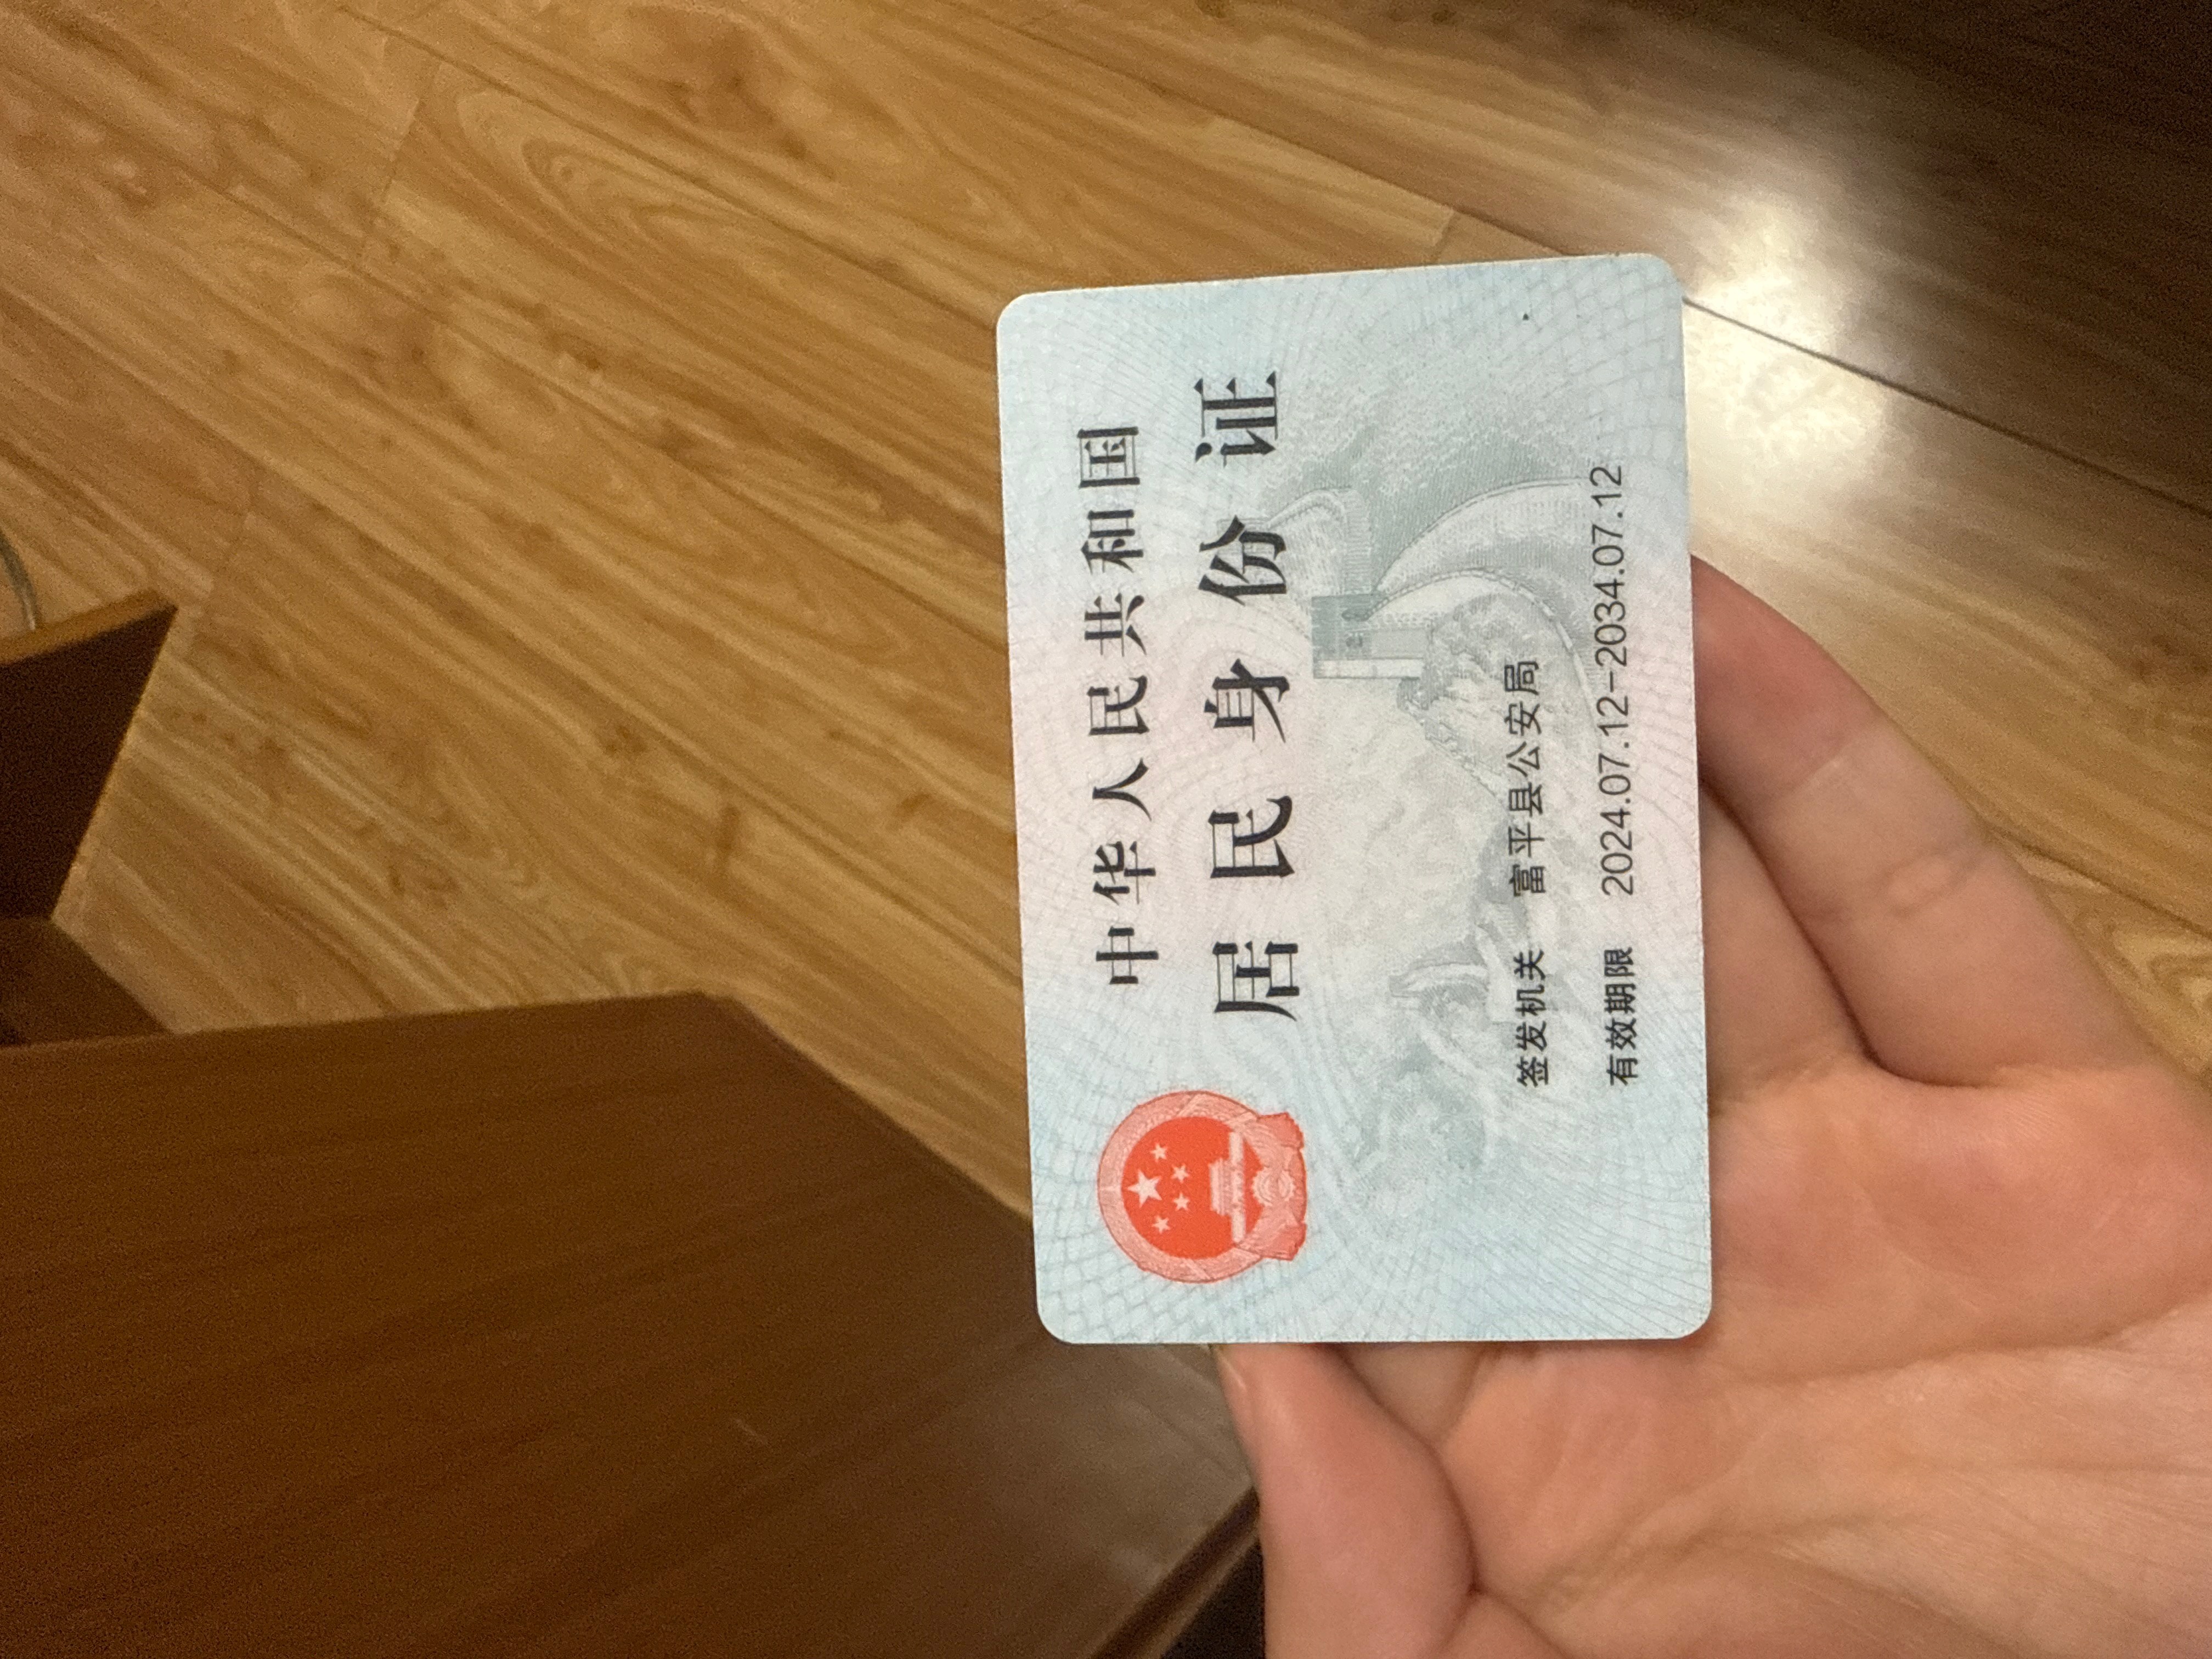 中华人民共和国
居民身份证
签发机关 富平县公安局
有效期限 2024.07.12-2034.07.12